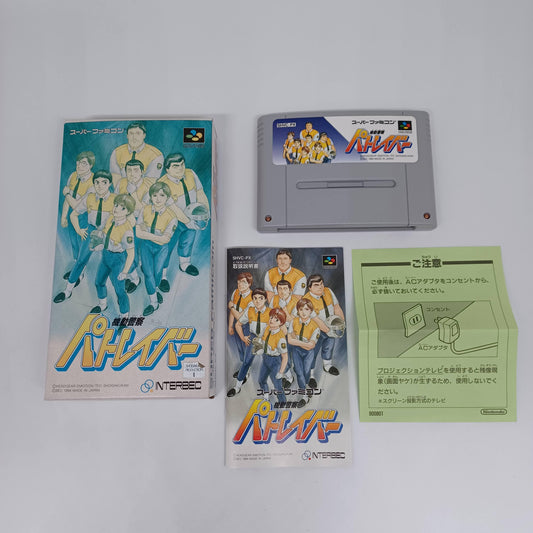 スーパーファミコン
機動警察
パトレイバー
INTERBEC
SHVC-PX
スーパーファミコン
機動警察
パトレイバー
SHVC-PX
取扱説明書
スーパーファミコン
機動警察
パトレイバー
INTERBEC
ご注意
ご使用後は、ACアダプタをコンセントから、
必ず抜いておいてください。
コンセント
ACアダプタ
プロジェクションテレビを使用すると残像現
象(画面ヤケ)が生ずるため、使用しないでく
ださい。
※スクリーン投影方式のテレビ
Nintendo